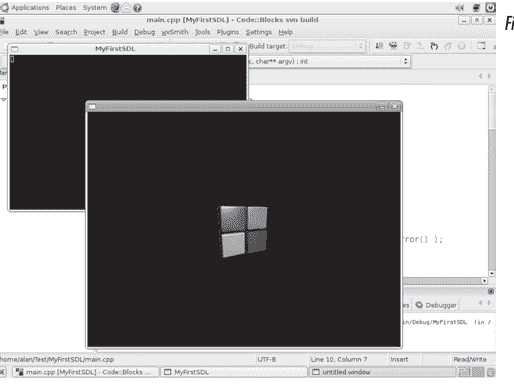 Applications Places System
main.cpp [MyFirstSDL] - Code::Blocks svn build
File Edit View Search Project Build Debug wxSmith Tools Plugins Settings Help
MyFirstSDL
Build target: Debug
c, char** argv) : int
rror() );
es Debugger
in/Debug/MyFirstSDL (in /
home/alan/Test/MyFirstSDL/main.cpp UTF-8 Line 10, Column 7 Insert Read/Write
main.cpp [MyFirstSDL] - Code::Blocks ... MyFirstSDL untitled window
Fi